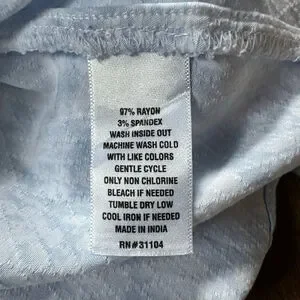 97% RAYON
3% SPANDEX
WASH INSIDE OUT
MACHINE WASH COLD
WITH LIKE COLORS
GENTLE CYCLE
ONLY NON CHLORINE
BLEACH IF NEEDED
TUMBLE DRY LOW
COOL IRON IF NEEDED
MADE IN INDIA
RN#31104